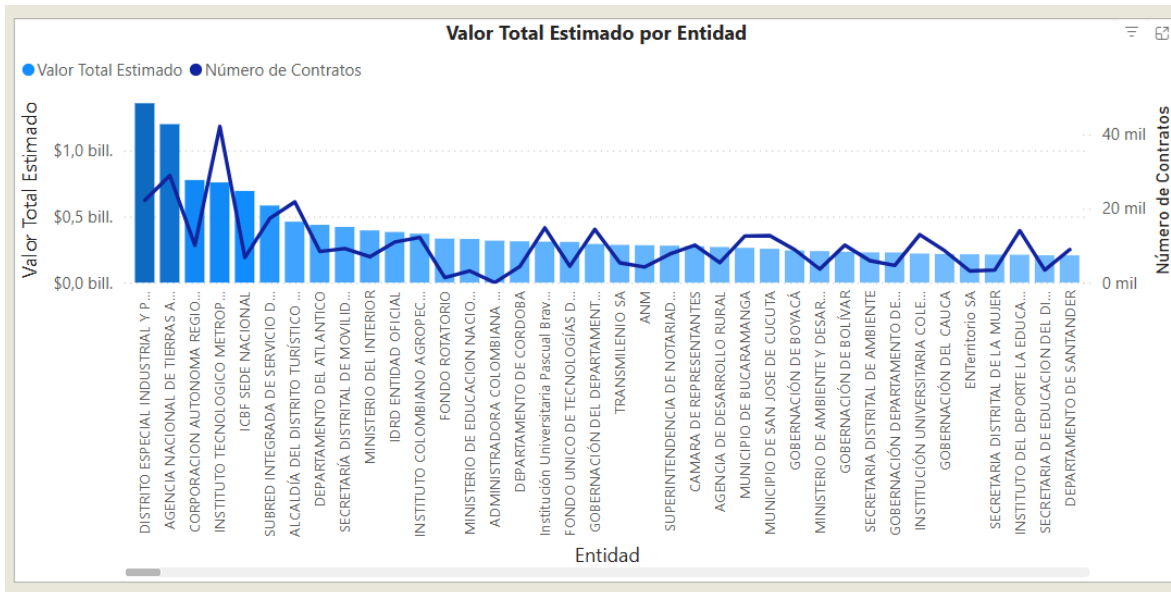 Valor Total Estimado por Entidad
Valor Total Estimado Número de Contratos
Valor Total Estimado
$1,0 bill.
$0,5 bill.
$0,0 bill.
40 mil
20 mil
0 mil
Número de Contratos
DISTRITO ESPECIAL INDUSTRIAL Y P...
AGENCIA NACIONAL DE TIERRAS A...
CORPORACION AUTONOMA REGIO...
INSTITUTO TECNOLOGICO METROP...
ICBF SEDE NACIONAL
SUBRED INTEGRADA DE SERVICIO D...
ALCALDÍA DEL DISTRITO TURÍSTICO ...
DEPARTAMENTO DEL ATLANTICO
SECRETARÍA DISTRITAL DE MOVILID...
MINISTERIO DEL INTERIOR
IDRD ENTIDAD OFICIAL
INSTITUTO COLOMBIANO AGROPEC...
FONDO ROTATORIO
MINISTERIO DE EDUCACION NACIO...
ADMINISTRADORA COLOMBIANA ...
DEPARTAMENTO DE CORDOBA
Institución Universitaria Pascual Brav...
FONDO UNICO DE TECNOLOGÍAS D...
GOBERNACIÓN DEL DEPARTAMENT...
TRANSMILENIO SA
ANM
SUPERINTENDENCIA DE NOTARIAD...
CAMARA DE REPRESENTANTES
AGENCIA DE DESARROLLO RURAL
MUNICIPIO DE BUCARAMANGA
MUNICIPIO DE SAN JOSE DE CUCUTA
GOBERNACIÓN DE BOYACÁ
MINISTERIO DE AMBIENTE Y DESAR...
GOBERNACIÓN DE BOLÍVAR
SECRETARIA DISTRITAL DE AMBIENTE
GOBERNACIÓN DEPARTAMENTO DE...
INSTITUCIÓN UNIVERSITARIA COLE...
GOBERNACIÓN DEL CAUCA
ENTerritorio SA
SECRETARIA DISTRITAL DE LA MUJER
INSTITUTO DEL DEPORTE LA EDUCA...
SECRETARIA DE EDUCACION DEL DI...
DEPARTAMENTO DE SANTANDER
Entidad